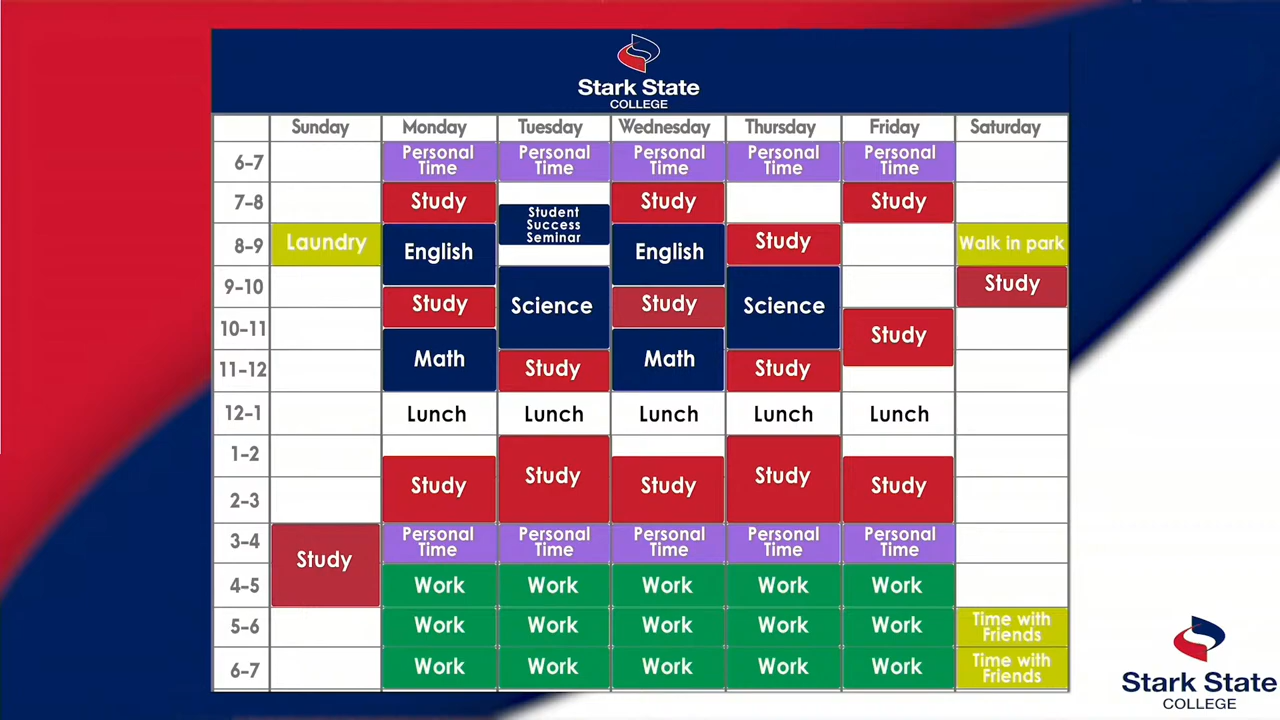 Stark State
COLLEGE
Sunday Monday Tuesday Wednesday Thursday Friday Saturday
6-7 Personal Time Personal Time Personal Time Personal Time Personal Time
7-8 Study Study Study
Student Success Seminar
8-9 Laundry English English Study Walk in park
9-10 Study Science Study Science Study
10-11 Study
Math Math
11-12 Study Study
12-1 Lunch Lunch Lunch Lunch Lunch
1-2
Study Study Study Study Study
2-3
3-4 Personal Time Personal Time Personal Time Personal Time Personal Time
Study
4-5 Work Work Work Work Work
5-6 Work Work Work Work Work Time with Friends
6-7 Work Work Work Work Work Time with Friends
Stark State
COLLEGE